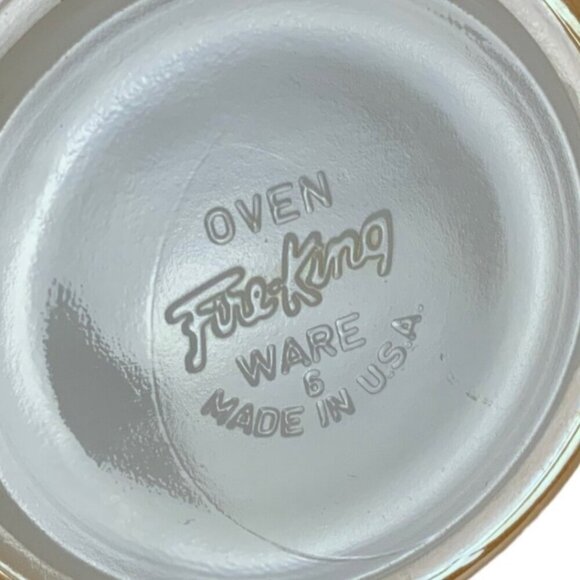 OVEN
Fire-King
WARE
6
MADE IN U.S.A.